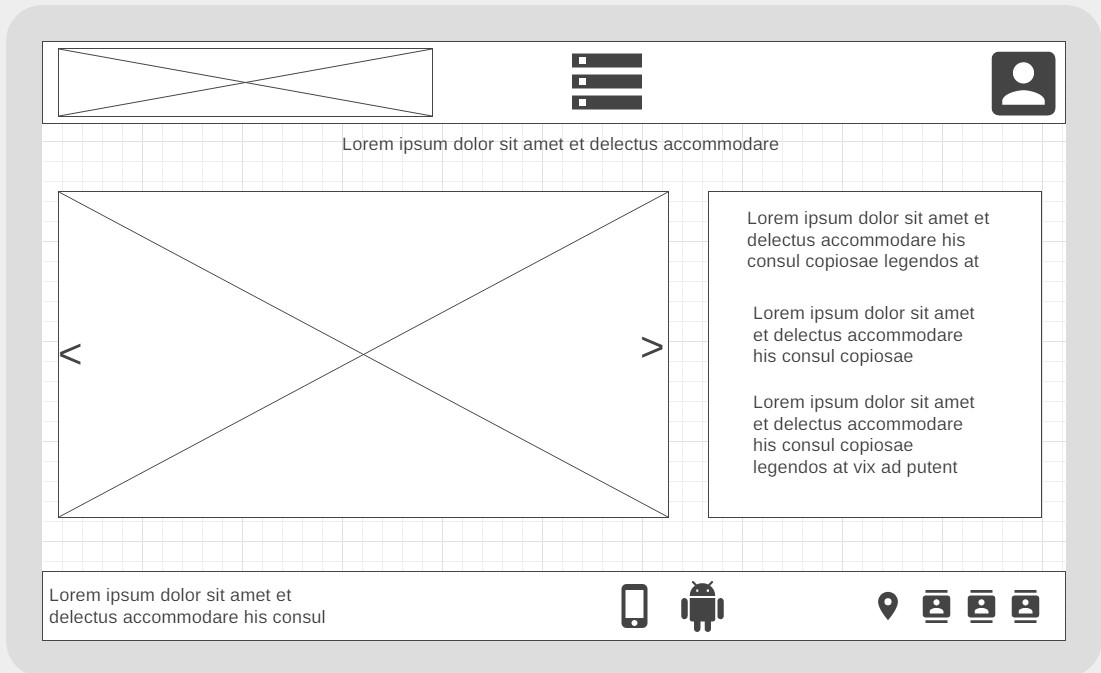 Lorem ipsum dolor sit amet et delectus accommodare
<
>
Lorem ipsum dolor sit amet et
delectus accommodare his
consul copiosae legendos at
Lorem ipsum dolor sit amet
et delectus accommodare
his consul copiosae
Lorem ipsum dolor sit amet
et delectus accommodare
his consul copiosae
legendos at vix ad putent
Lorem ipsum dolor sit amet et
delectus accommodare his consul